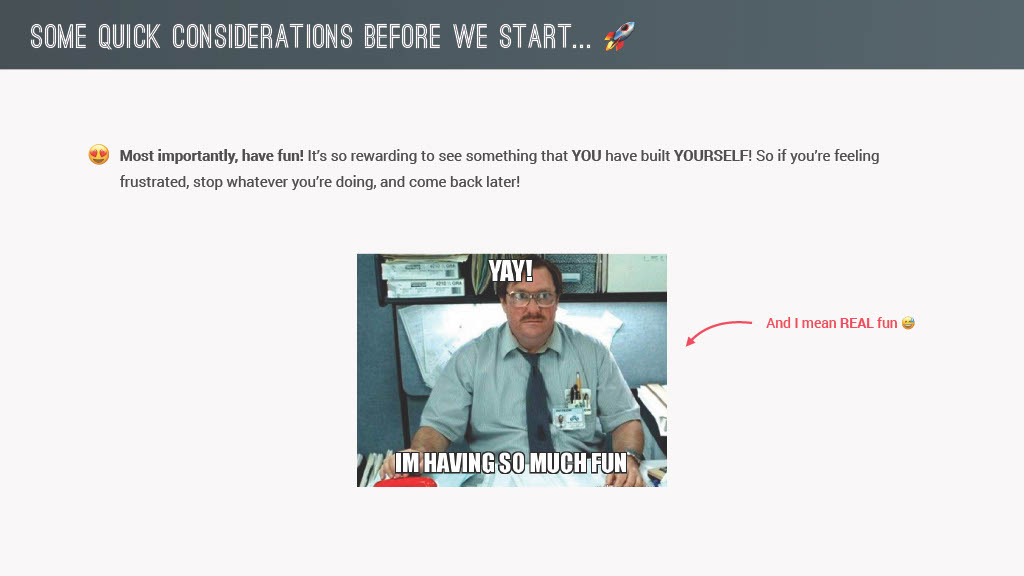 SOME QUICK CONSIDERATIONS BEFORE WE START... 🚀
😍 Most importantly, have fun! It’s so rewarding to see something that YOU have built YOURSELF! So if you’re feeling
frustrated, stop whatever you’re doing, and come back later!
YAY!
And I mean REAL fun 😅
IM HAVING SO MUCH FUN